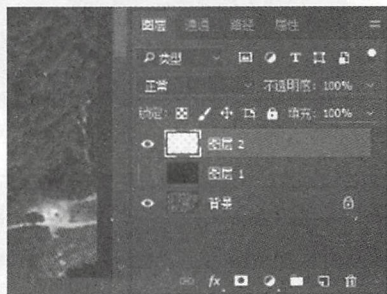 图层 通道 路径 属性
类型
正常 不透明度: 100%
锁定: 填充: 100%
图层 2
图层 1
背景
fx